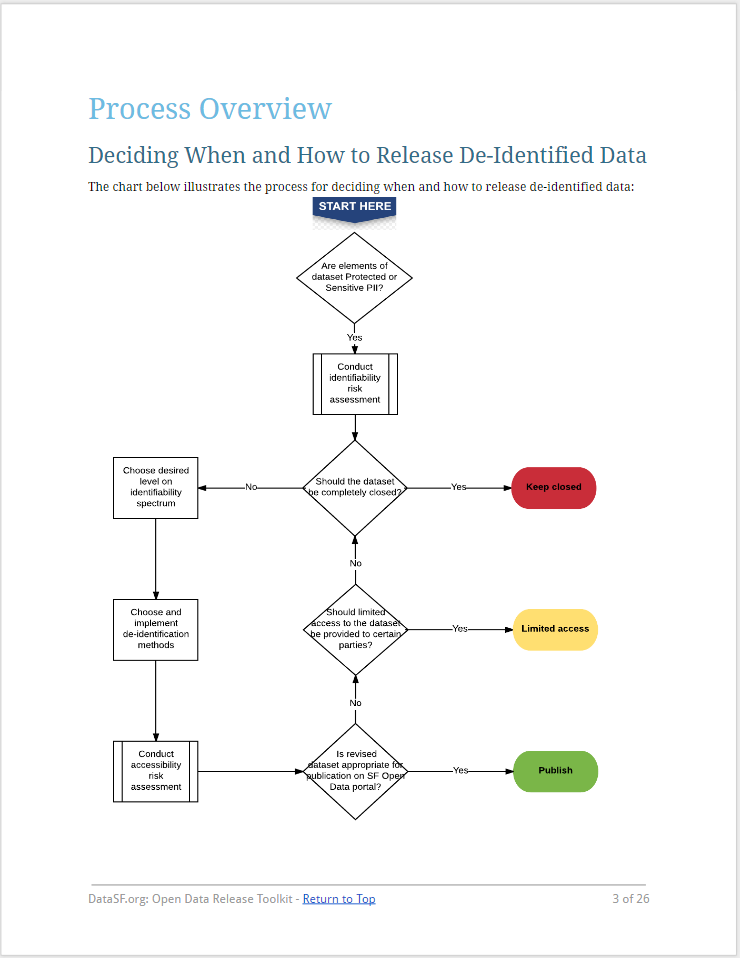 Process Overview
Deciding When and How to Release De-Identified Data
The chart below illustrates the process for deciding when and how to release de-identified data:
START HERE
Are elements of
dataset Protected or
Sensitive PII?
Yes
Conduct
identifiability
risk
assessment
Choose desired
level on
identifiability
spectrum
No
Should the dataset
be completely closed?
Yes
Keep closed
No
Choose and
implement
de-identification
methods
Should limited
access to the dataset
be provided to certain
parties?
Yes
Limited access
No
Conduct
accessibility
risk
assessment
Is revised
dataset appropriate for
publication on SF Open
Data portal?
Yes
Publish
DataSF.org: Open Data Release Toolkit - Return to Top
3 of 26